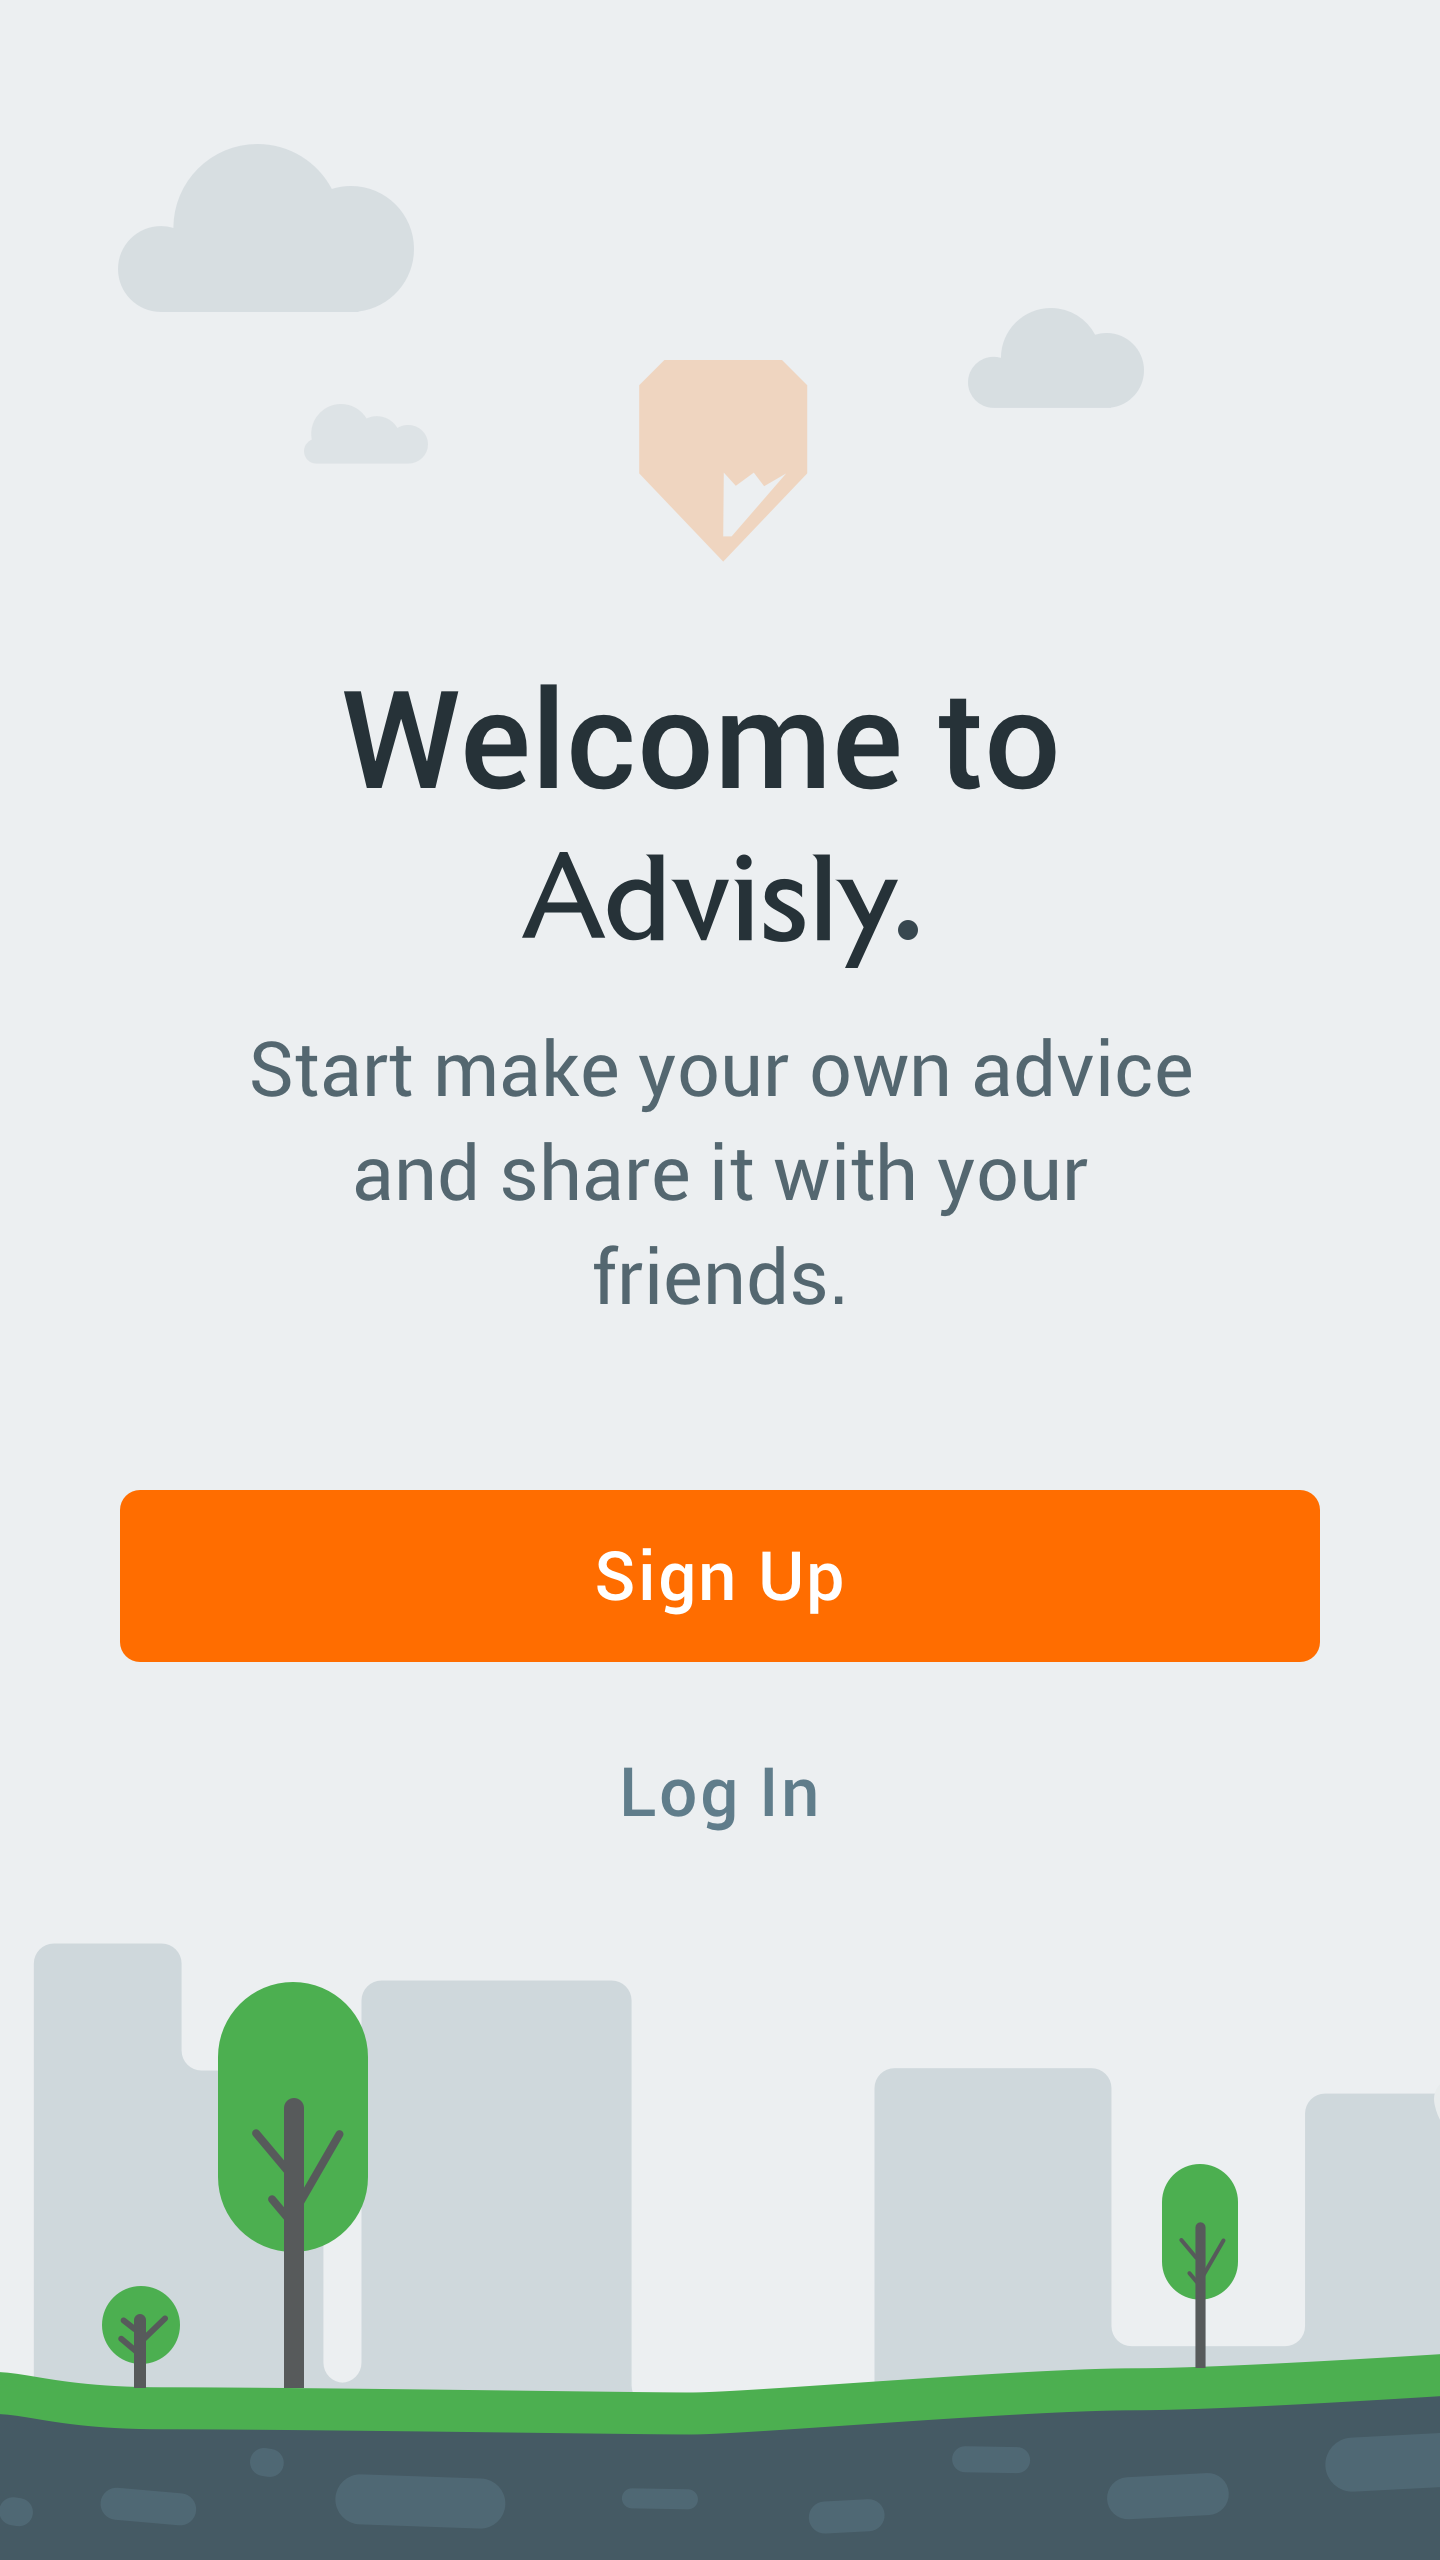 Welcome to
Advisly.
Start make your own advice
and share it with your
friends.
Sign Up
Log In